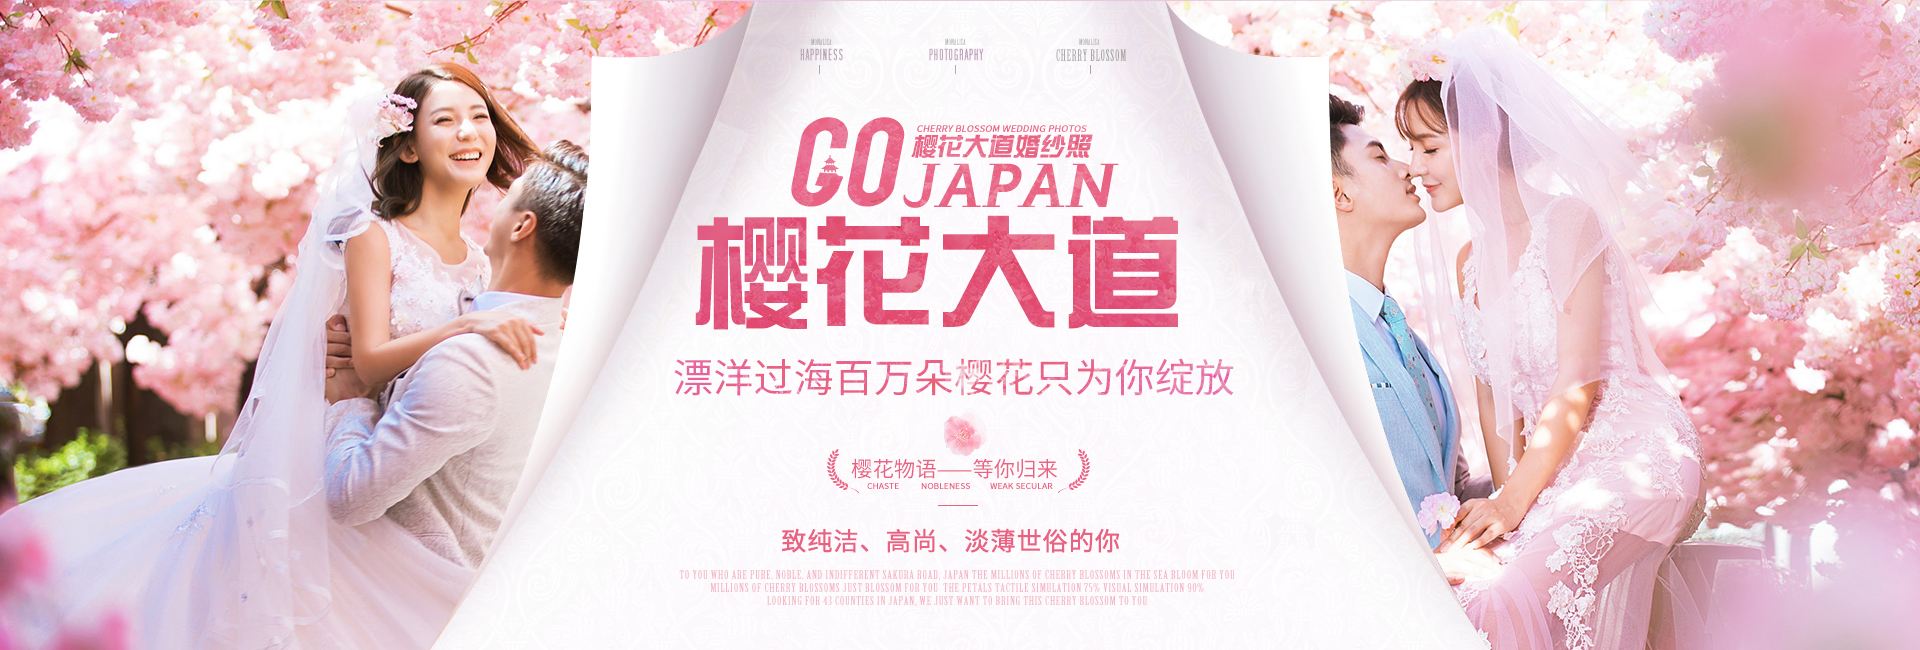 MONALISA MONALISA MONALISA
HAPPINESS PHOTOGRAPHY CHERRY BLOSSOM
GO
CHERRY BLOSSOM WEDDING PHOTOS
樱花大道婚纱照
JAPAN
樱花大道
漂洋过海百万朵樱花只为你绽放
樱花物语——等你归来
CHASTE NOBLENESS WEAK SECULAR
致纯洁、高尚、淡薄世俗的你
TO YOU WHO ARE PURE, NOBLE, AND INDIFFERENT SAKURA ROAD, JAPAN THE MILLIONS OF CHERRY BLOSSOMS IN THE SEA BLOOM FOR YOU
MILLIONS OF CHERRY BLOSSOMS JUST BLOSSOM FOR YOU THE PETALS TACTILE SIMULATION 75% VISUAL SIMULATION 90%
LOOKING FOR 43 COUNTIES IN JAPAN, WE JUST WANT TO BRING THIS CHERRY BLOSSOM TO YOU